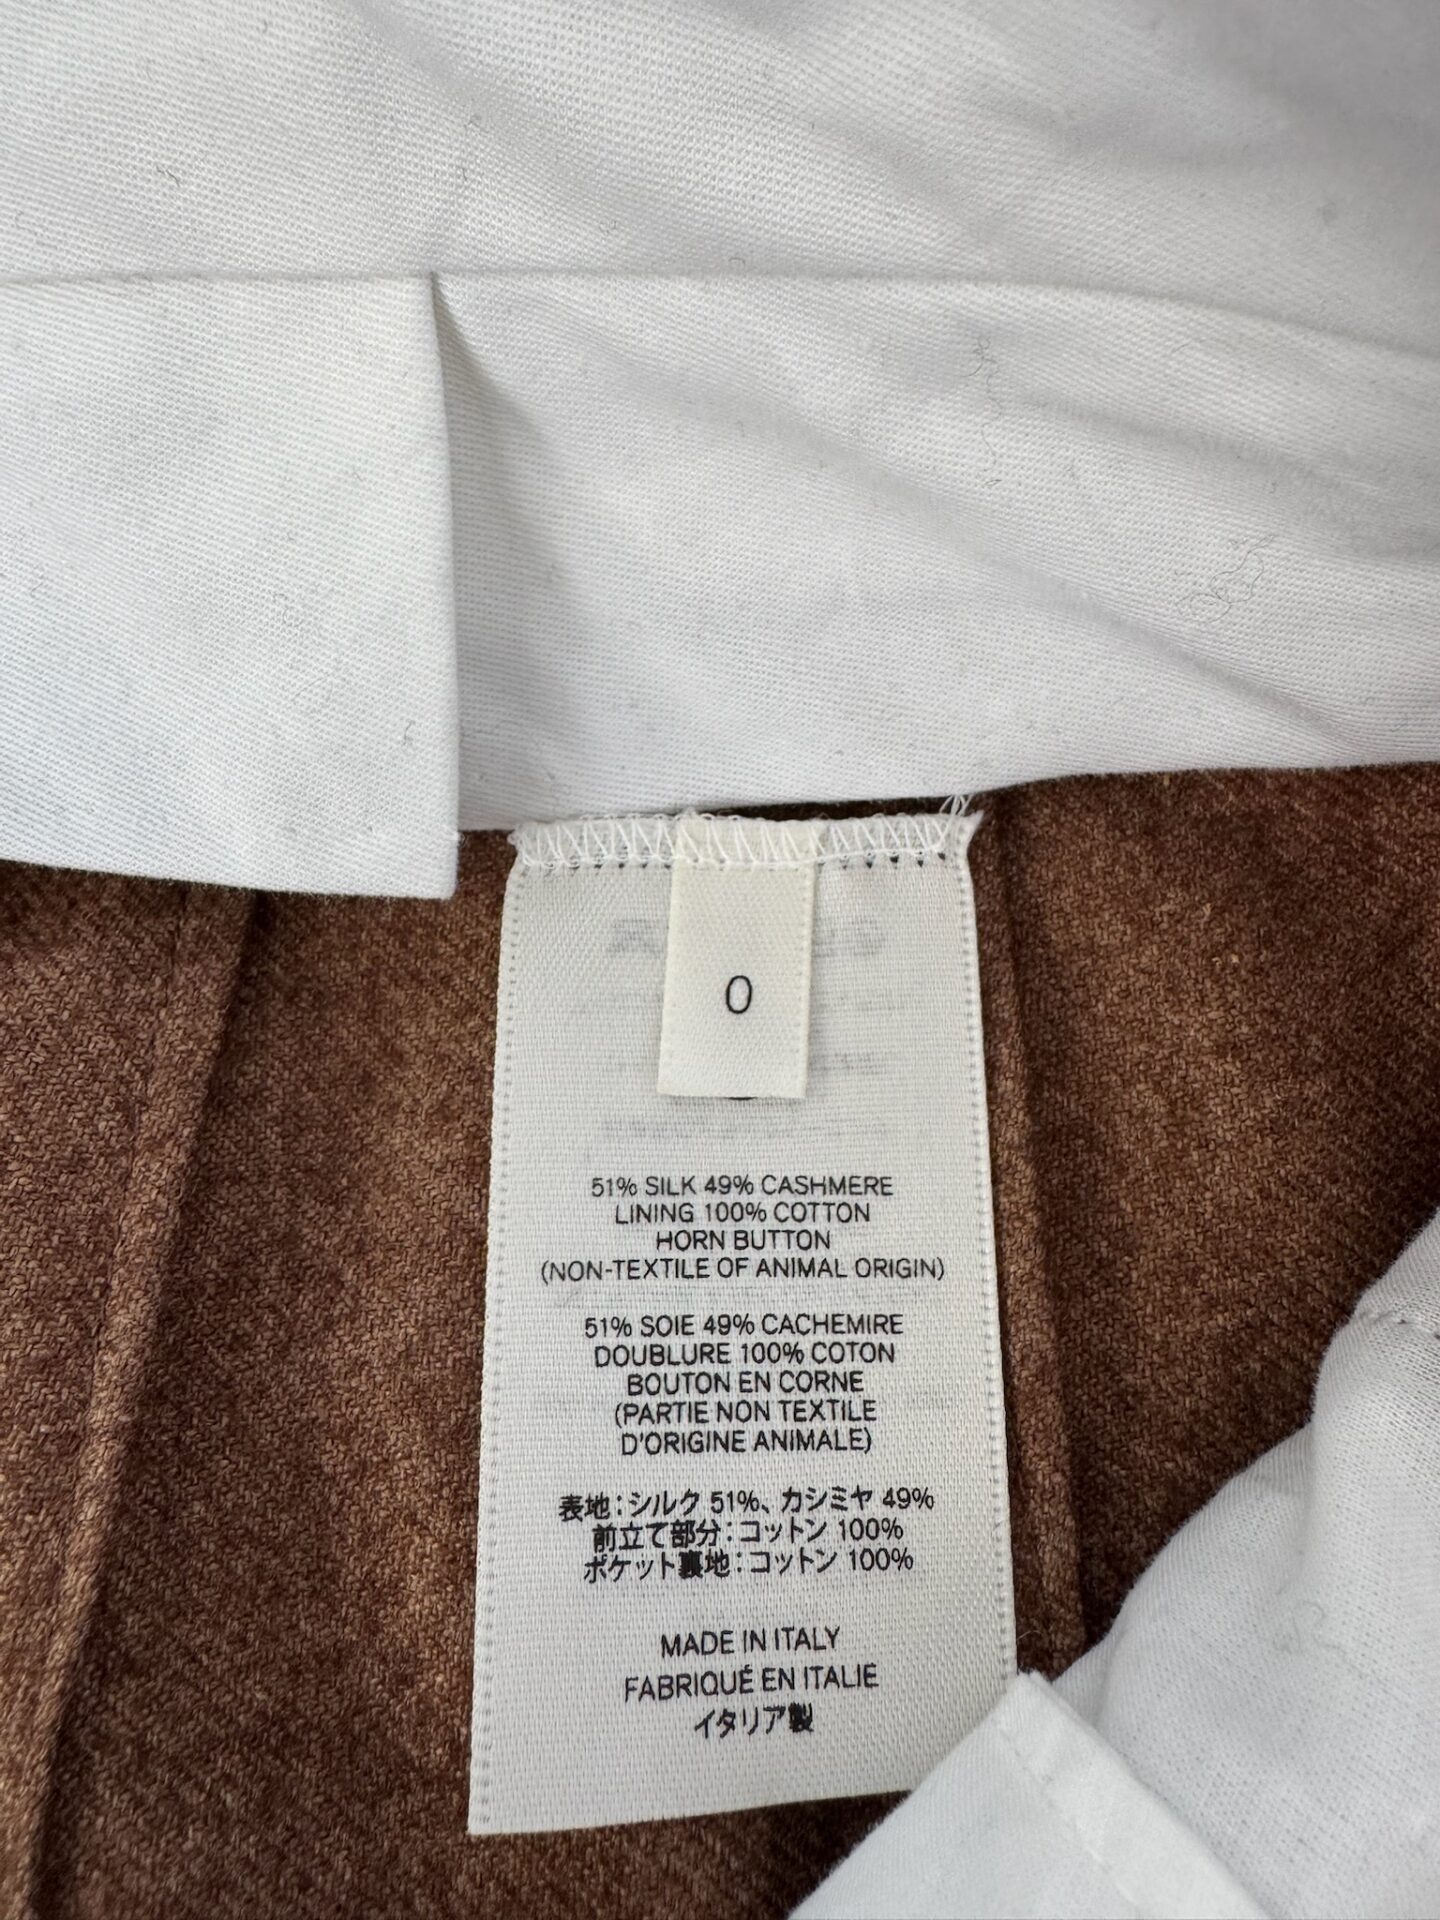 0
51% SILK 49% CASHMERE
LINING 100% COTTON
HORN BUTTON
(NON-TEXTILE OF ANIMAL ORIGIN)
51% SOIE 49% CACHEMIRE
DOUBLURE 100% COTON
BOUTON EN CORNE
(PARTIE NON TEXTILE
D'ORIGINE ANIMALE)
表地：シルク 51%、カシミヤ 49%
前立て部分：コットン 100%
ポケット裏地：コットン 100%
MADE IN ITALY
FABRIQUÉ EN ITALIE
イタリア製